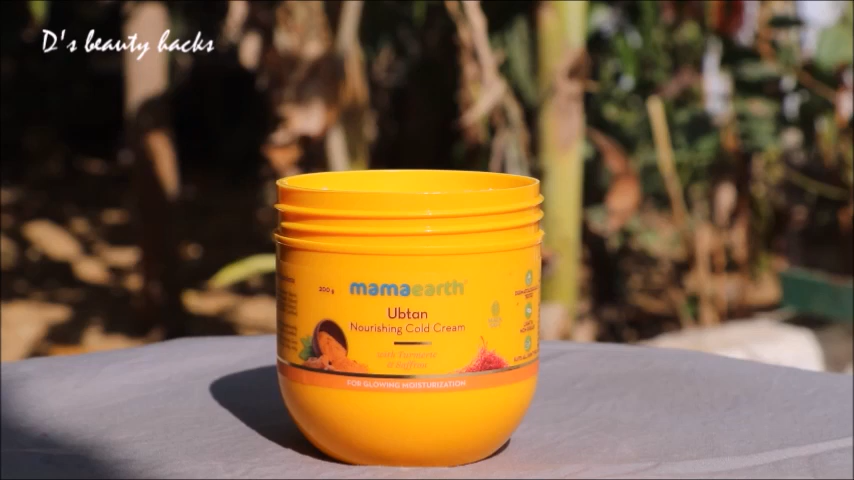 D's beauty hacks
200 g
mamaearth
Ubtan
Nourishing Cold Cream
with Turmeric
& Saffron
FOR GLOWING MOISTURIZATION